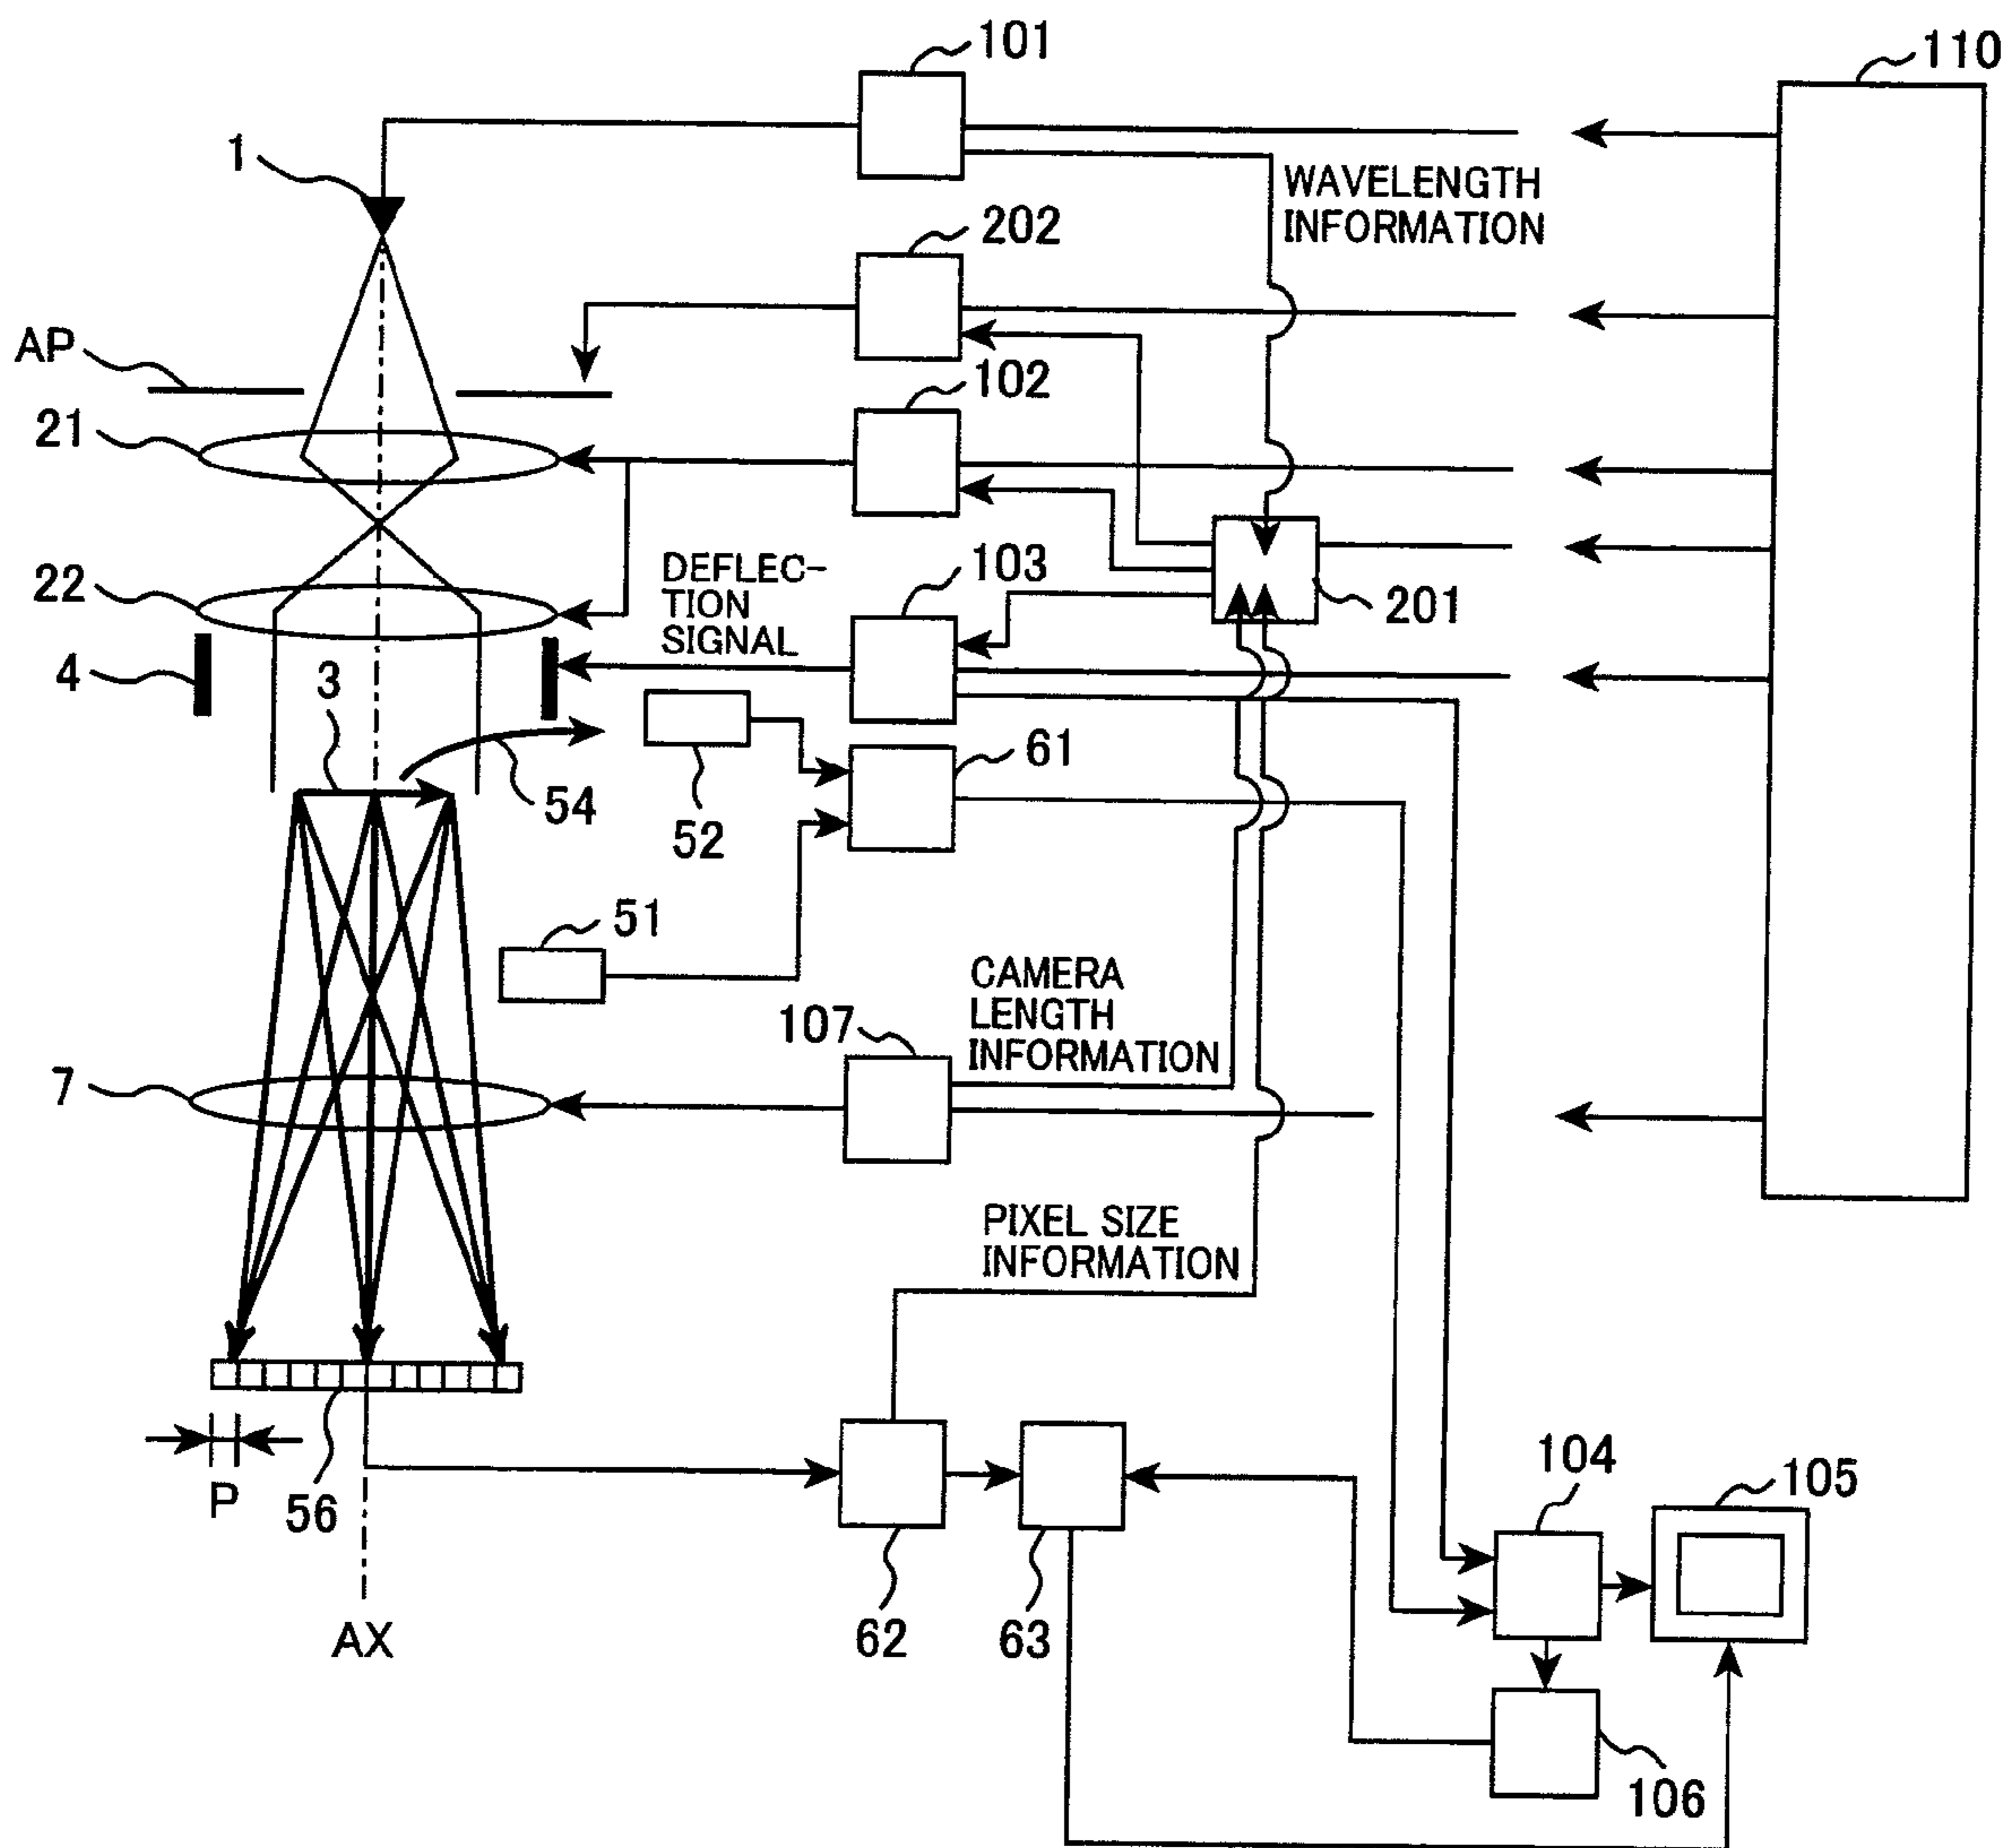 101
110
1
WAVELENGTH
INFORMATION
202
AP
102
21
DEFLEC-
TION
SIGNAL
103
22
201
4
3
61
54
52
51
CAMERA
LENGTH
INFORMATION
107
7
PIXEL SIZE
INFORMATION
104
105
P
56
62
63
AX
106